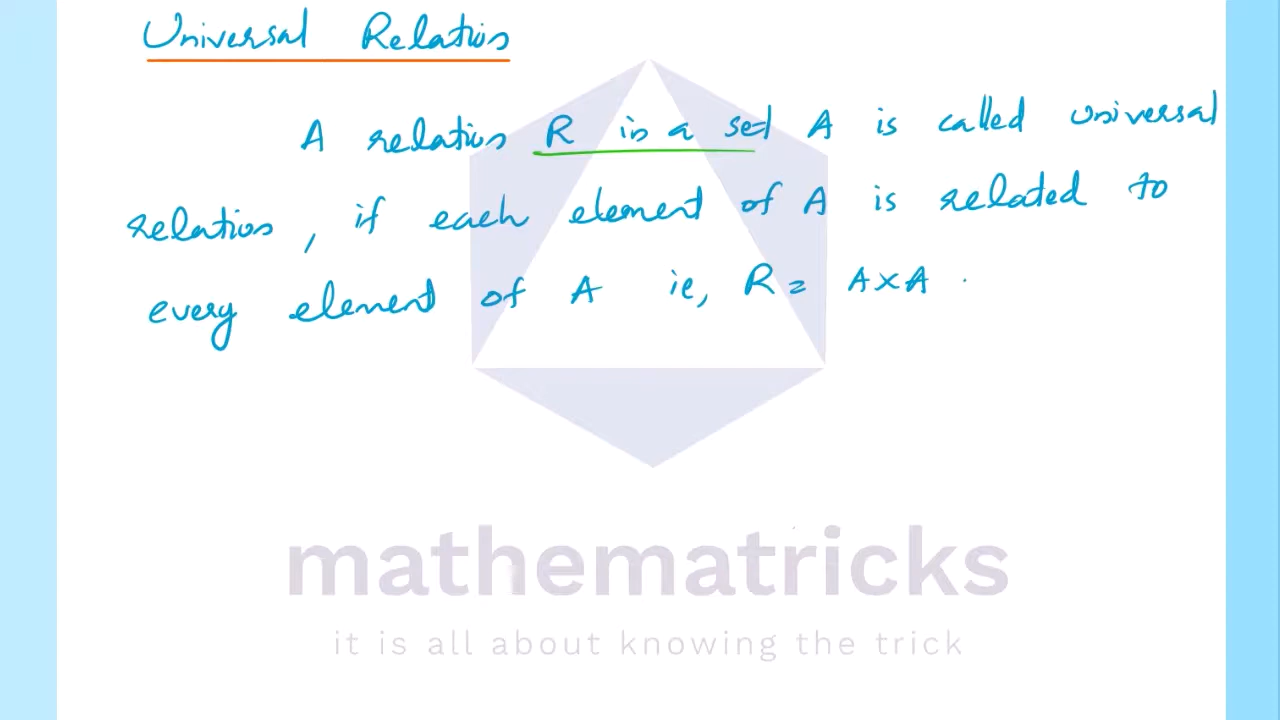 Universal Relation
A relation R in a set A is called universal
relation, if each element of A is related to
every element of A ie, R = A×A.
mathematricks
it is all about knowing the trick